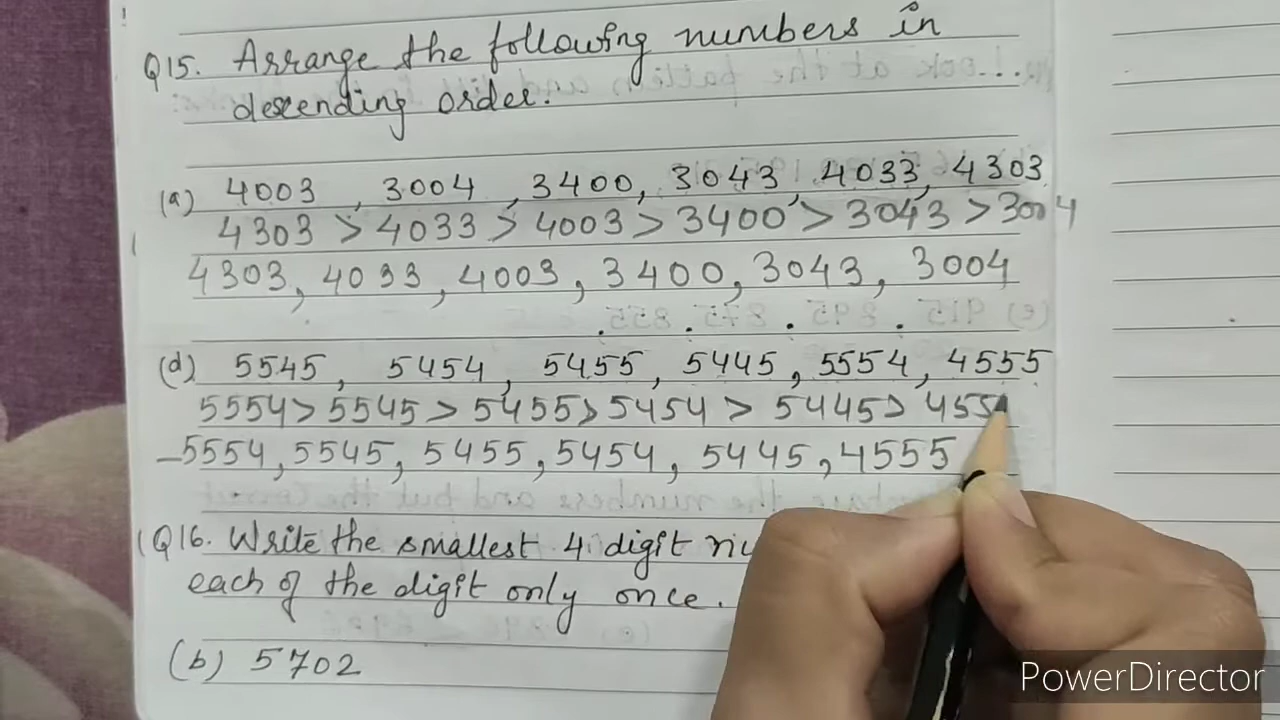 Q15. Arrange the following numbers in
descending order.
(a) 4003, 3004, 3400, 3043, 4033, 4303
4303 > 4033 > 4003 > 3400 > 3043 > 3004
4303, 4033, 4003, 3400, 3043, 3004
(d) 5545, 5454, 5455, 5445, 5554, 4555
5554 > 5545 > 5455 > 5454 > 5445 > 455
5554, 5545, 5455, 5454, 5445, 4555
Q16. Write the smallest 4 digit
each of the digit only once.
(b) 5702
PowerDirector